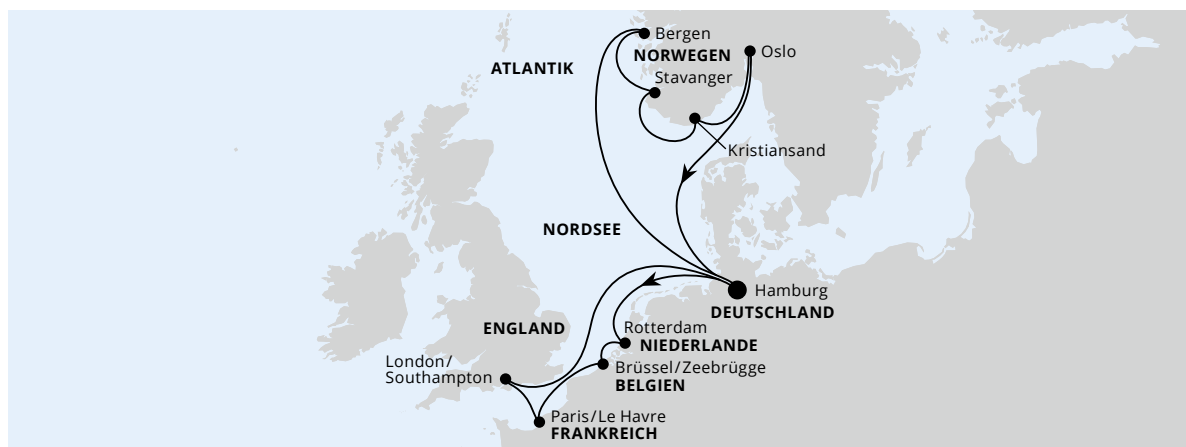 Bergen
Oslo
NORWEGEN
ATLANTIK
Stavanger
Kristiansand
NORDSEE
Hamburg
DEUTSCHLAND
ENGLAND
Rotterdam
NIEDERLANDE
London/
Southampton
Brüssel/Zeebrügge
BELGIEN
Paris/Le Havre
FRANKREICH